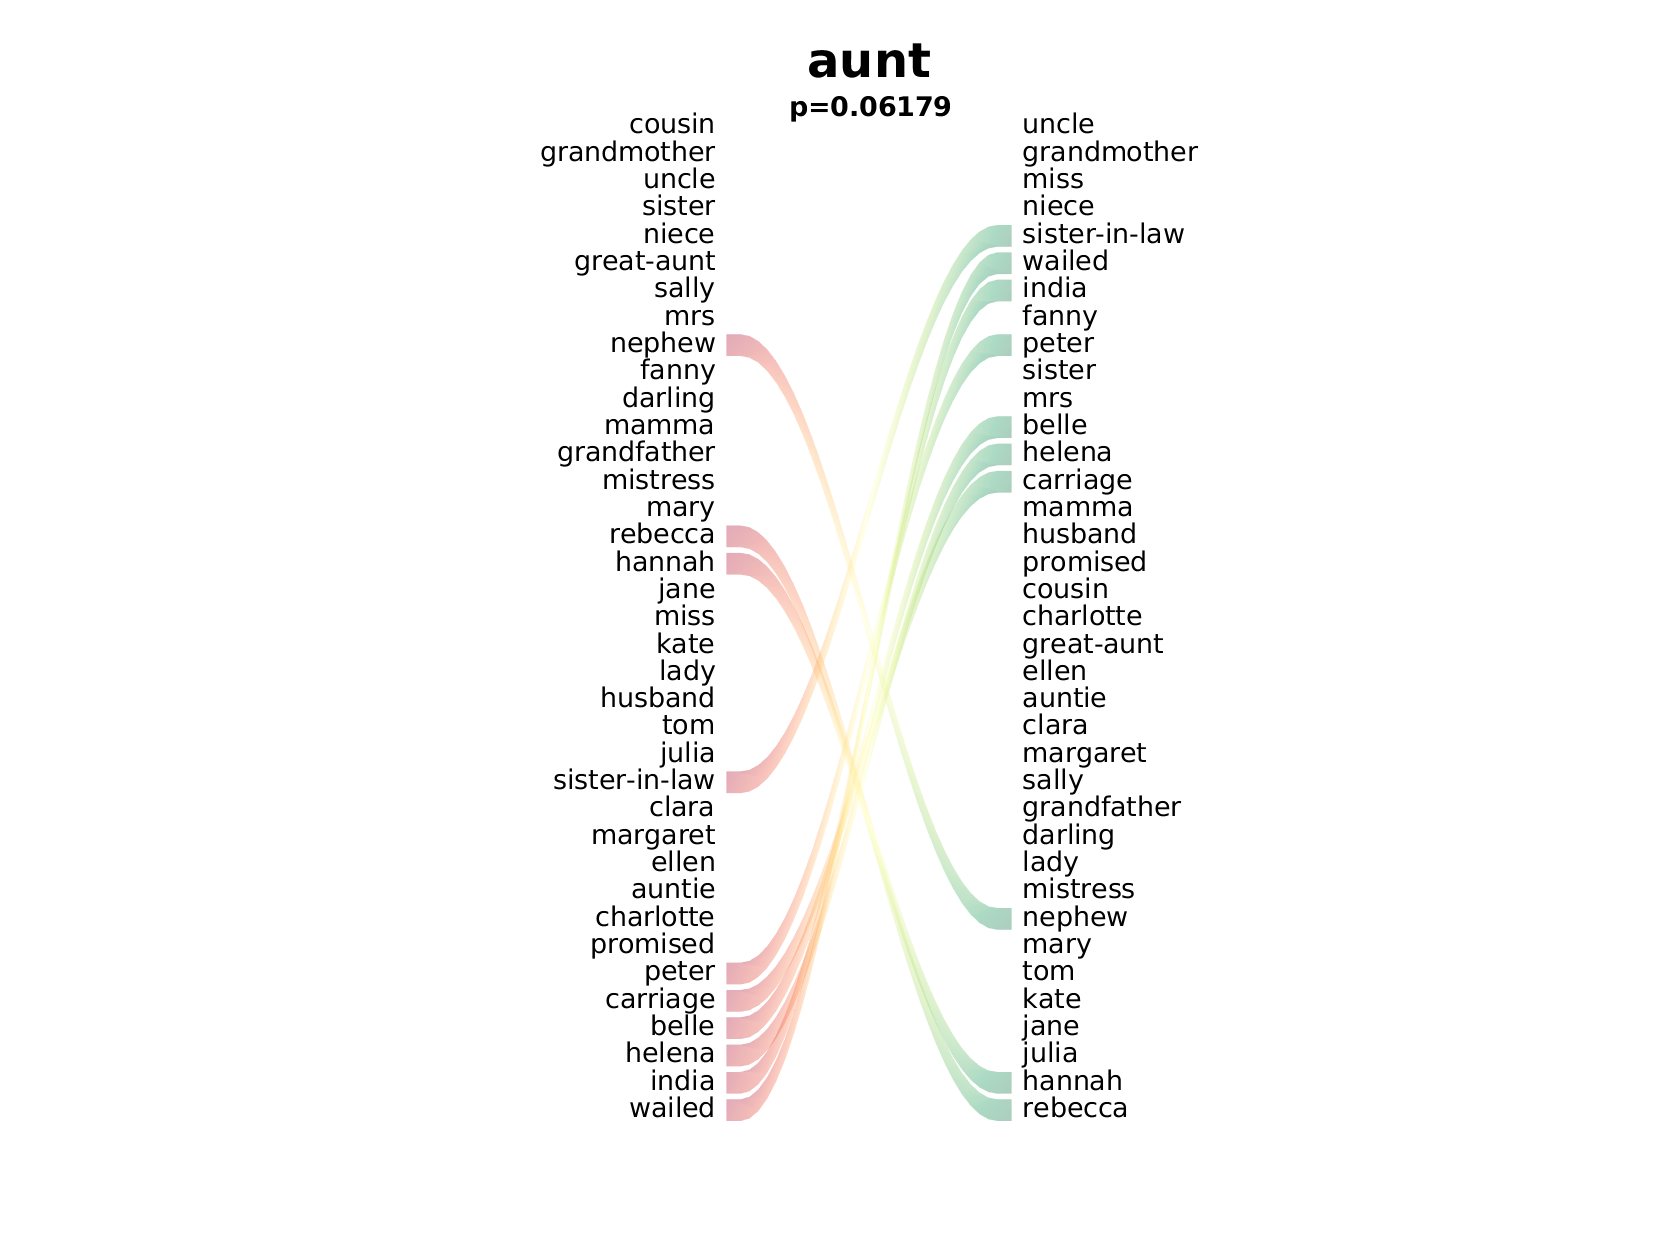 aunt
p=0.06179
cousin
grandmother
uncle
sister
niece
great-aunt
sally
mrs
nephew
fanny
darling
mamma
grandfather
mistress
mary
rebecca
hannah
jane
miss
kate
lady
husband
tom
julia
sister-in-law
clara
margaret
ellen
auntie
charlotte
promised
peter
carriage
belle
helena
india
wailed
uncle
grandmother
miss
niece
sister-in-law
wailed
india
fanny
peter
sister
mrs
belle
helena
carriage
mamma
husband
promised
cousin
charlotte
great-aunt
ellen
auntie
clara
margaret
sally
grandfather
darling
lady
mistress
nephew
mary
tom
kate
jane
julia
hannah
rebecca